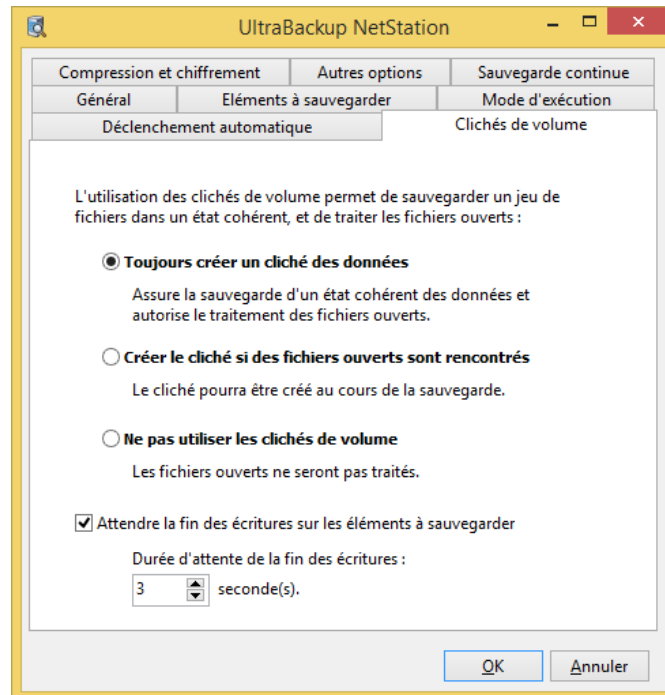 UltraBackup NetStation
Compression et chiffrement
Autres options
Sauvegarde continue
Général
Eléments à sauvegarder
Mode d'exécution
Déclenchement automatique
Clichés de volume
L'utilisation des clichés de volume permet de sauvegarder un jeu de
fichiers dans un état cohérent, et de traiter les fichiers ouverts :
Toujours créer un cliché des données
Assure la sauvegarde d'un état cohérent des données et
autorise le traitement des fichiers ouverts.
Créer le cliché si des fichiers ouverts sont rencontrés
Le cliché pourra être créé au cours de la sauvegarde.
Ne pas utiliser les clichés de volume
Les fichiers ouverts ne seront pas traités.
Attendre la fin des écritures sur les éléments à sauvegarder
Durée d'attente de la fin des écritures :
3 seconde(s).
OK
Annuler